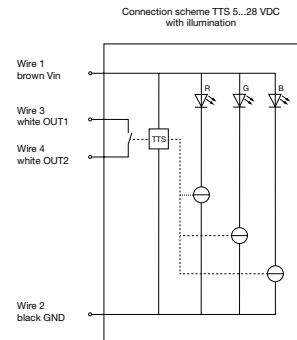 Connection scheme TTS 5...28 VDC
with illumination
Wire 1
brown Vin
R
G
B
Wire 3
white OUT1
TTS
Wire 4
white OUT2
Wire 2
black GND